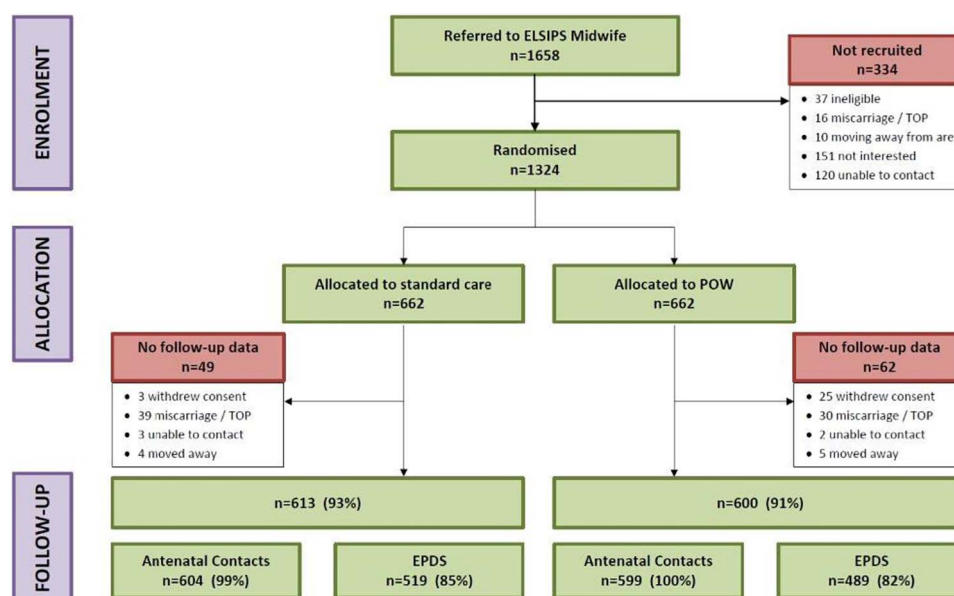 ENROLMENT
Referred to ELSIPS Midwife
n=1658
Not recruited
n=334
• 37 ineligible
• 16 miscarriage / TOP
• 10 moving away from area
• 151 not interested
• 120 unable to contact
Randomised
n=1324
ALLOCATION
Allocated to standard care
n=662
Allocated to POW
n=662
No follow-up data
n=49
• 3 withdrew consent
• 39 miscarriage / TOP
• 3 unable to contact
• 4 moved away
No follow-up data
n=62
• 25 withdrew consent
• 30 miscarriage / TOP
• 2 unable to contact
• 5 moved away
FOLLOW-UP
n=613 (93%)
n=600 (91%)
Antenatal Contacts
n=604 (99%)
EPDS
n=519 (85%)
Antenatal Contacts
n=599 (100%)
EPDS
n=489 (82%)